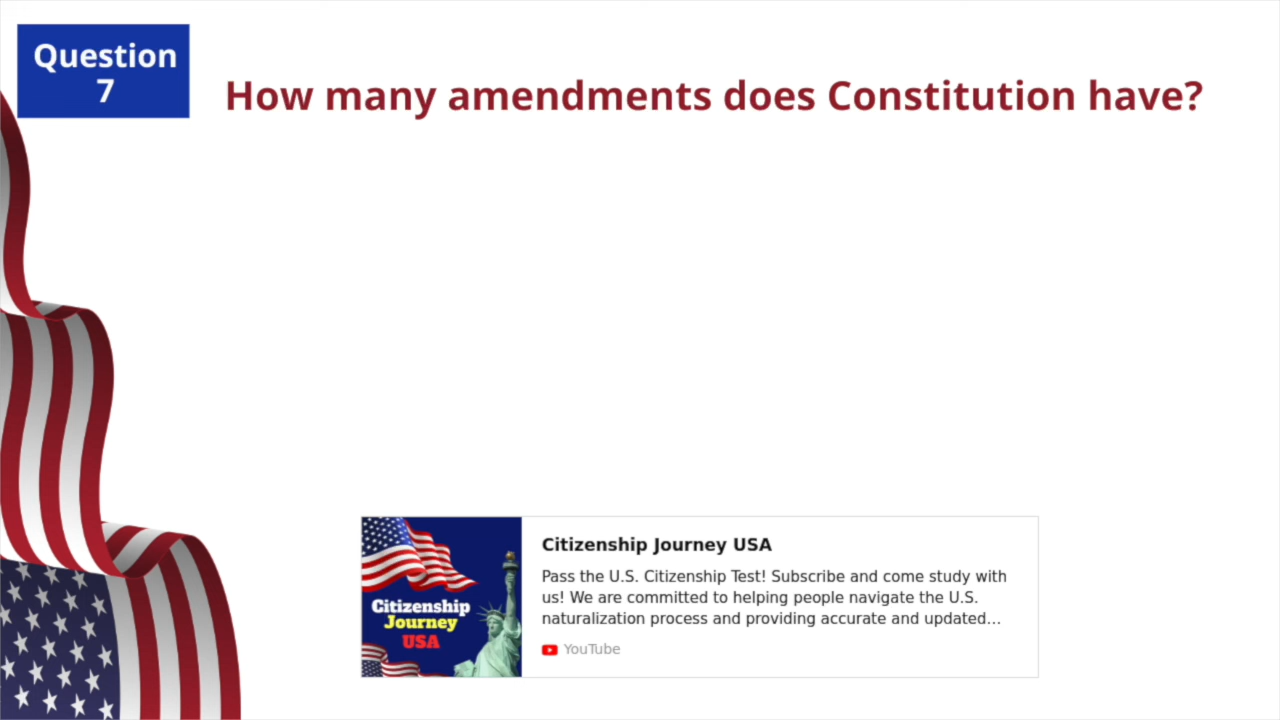 Question
7
How many amendments does Constitution have?
Citizenship
Journey
USA
Citizenship Journey USA
Pass the U.S. Citizenship Test! Subscribe and come study with
us! We are committed to helping people navigate the U.S.
naturalization process and providing accurate and updated...
YouTube